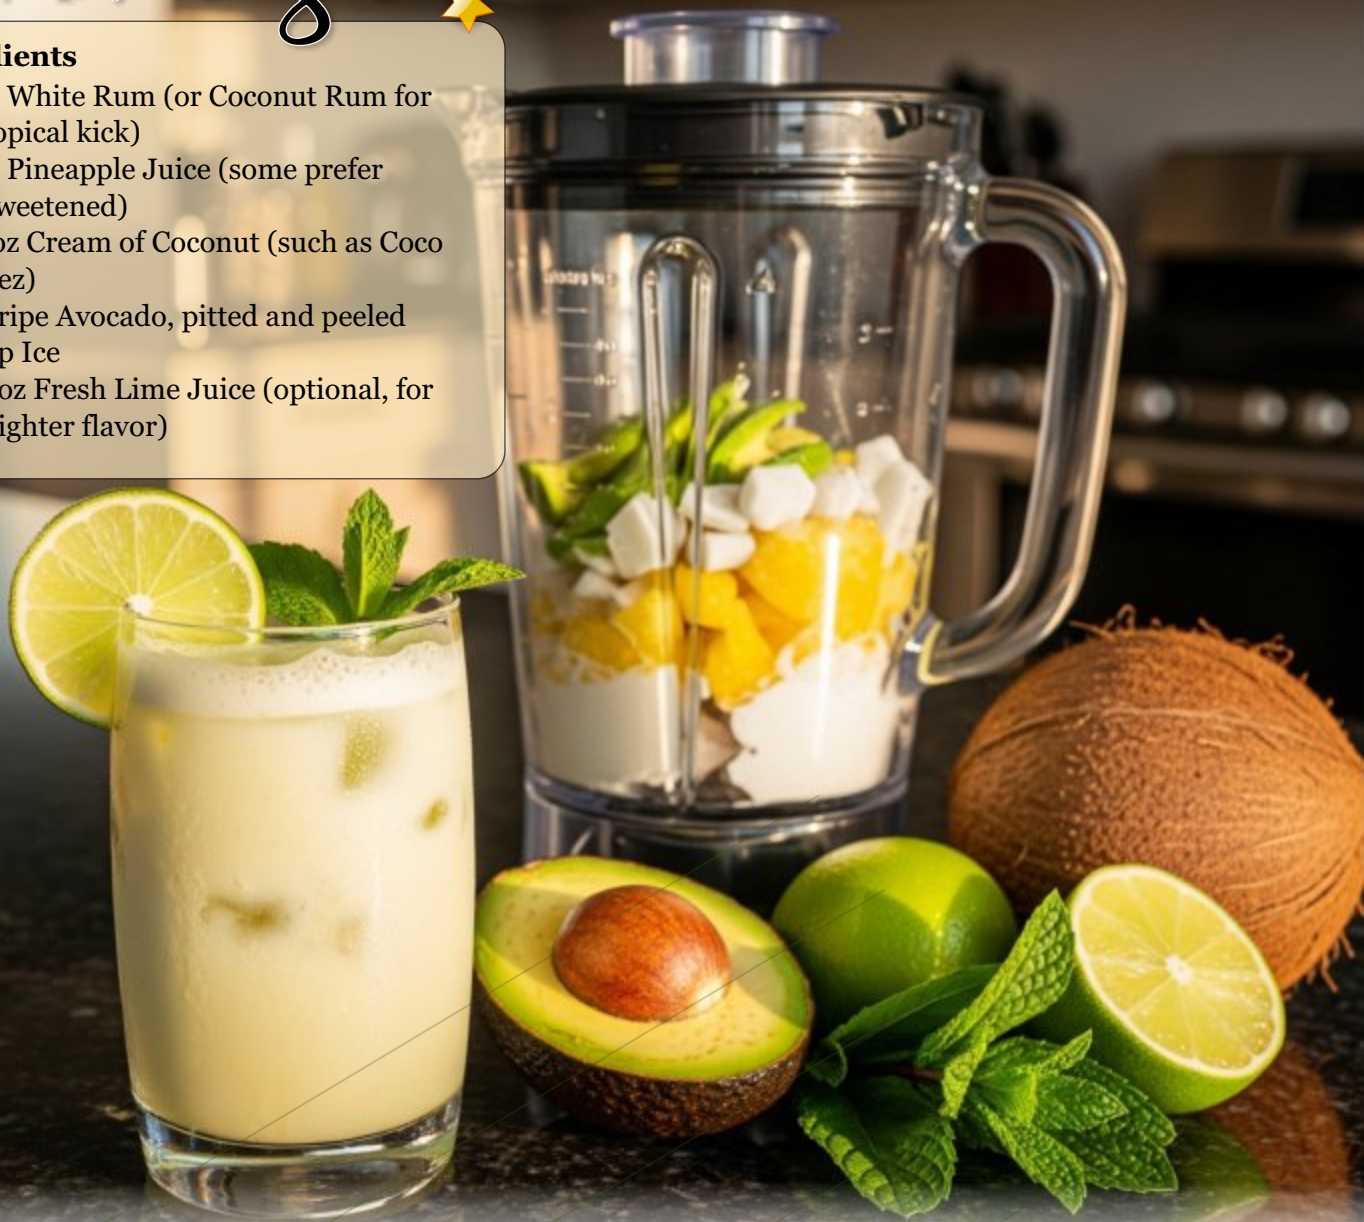 dients
White Rum (or Coconut Rum for
opical kick)
Pineapple Juice (some prefer
weetened)
oz Cream of Coconut (such as Coco
ez)
ripe Avocado, pitted and peeled
p Ice
oz Fresh Lime Juice (optional, for
ighter flavor)